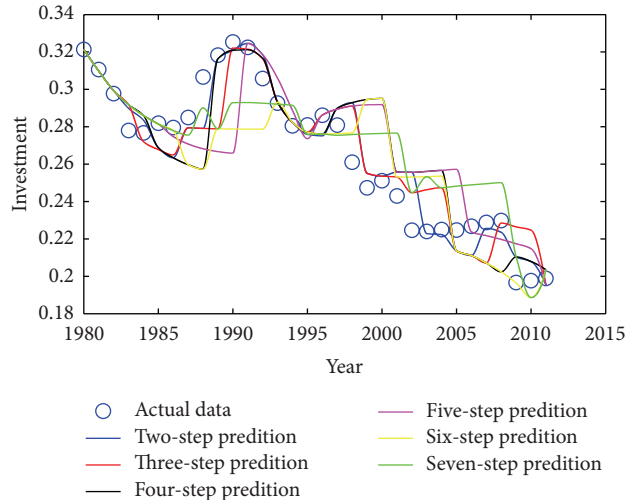 0.34
0.32
0.3
0.28
0.26
0.24
0.22
0.2
0.18
Investment
1980 1985 1990 1995 2000 2005 2010 2015
Year
Actual data
Two-step predition
Three-step predition
Four-step predition
Five-step predition
Six-step predition
Seven-step predition